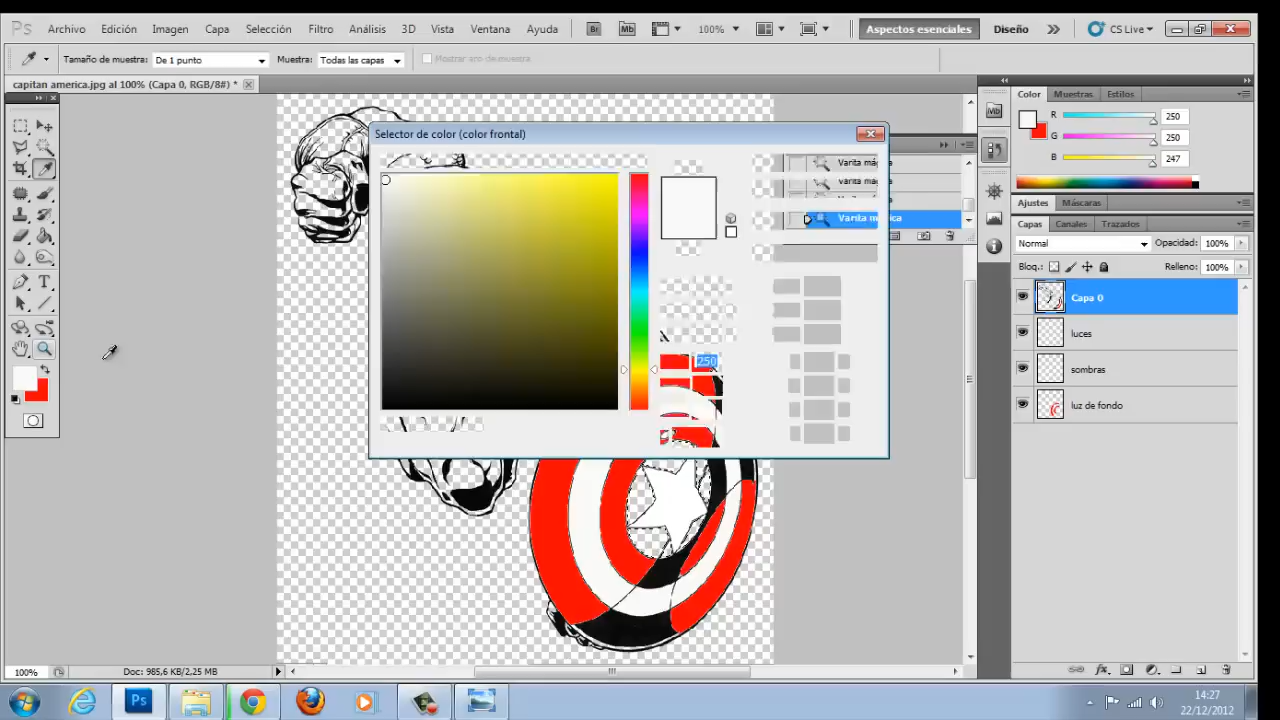 Ps Archivo Edición Imagen Capa Selección Filtro Análisis 3D Vista Ventana Ayuda Br Mb 100% Aspectos esenciales Diseño CS Live
Tamaño de muestra: De 1 punto Muestra: Todas las capas Mostrar aro de muestra
capitan america.jpg al 100% (Capa 0, RGB/8#) *
Selector de color (color frontal)
250
Varita má
varita ma
Varita mágica
Mb
Color Muestras Estilos
R 250
G 250
B 247
Ajustes Máscaras
Capas Canales Trazados
Normal Opacidad: 100%
Bloq.: Relleno: 100%
Capa 0
luces
sombras
luz de fondo
100% Doc: 985,6 KB/2,25 MB
Ps
14:27
22/12/2012